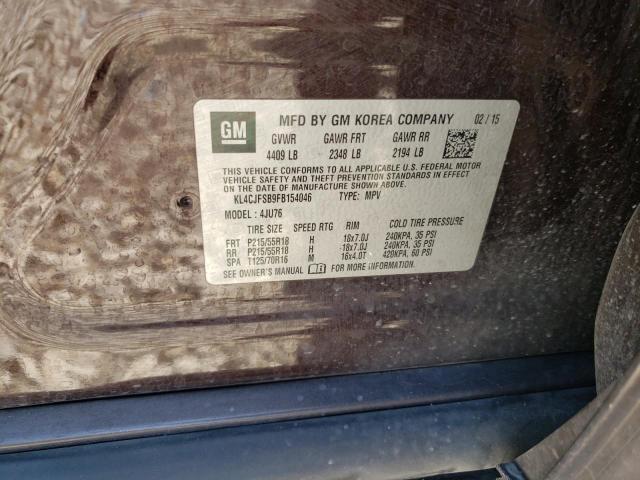 GM
MFD BY GM KOREA COMPANY 02/15
GVWR GAWR FRT GAWR RR
4409 LB 2348 LB 2194 LB
THIS VEHICLE CONFORMS TO ALL APPLICABLE U.S. FEDERAL MOTOR
VEHICLE SAFETY AND THEFT PREVENTION STANDARDS IN EFFECT
ON THE DATE OF MANUFACTURE SHOWN ABOVE.
KL4CJFSB9FB154046 TYPE: MPV
MODEL: 4JU76
TIRE SIZE SPEED RTG RIM COLD TIRE PRESSURE
FRT P215/55R18 H 18x7.0J 240KPA, 35 PSI
RR P215/55R18 H 18x7.0J 240KPA, 35 PSI
SPA T125/70R16 M 16x4.0T 420KPA, 60 PSI
SEE OWNER'S MANUAL FOR MORE INFORMATION.